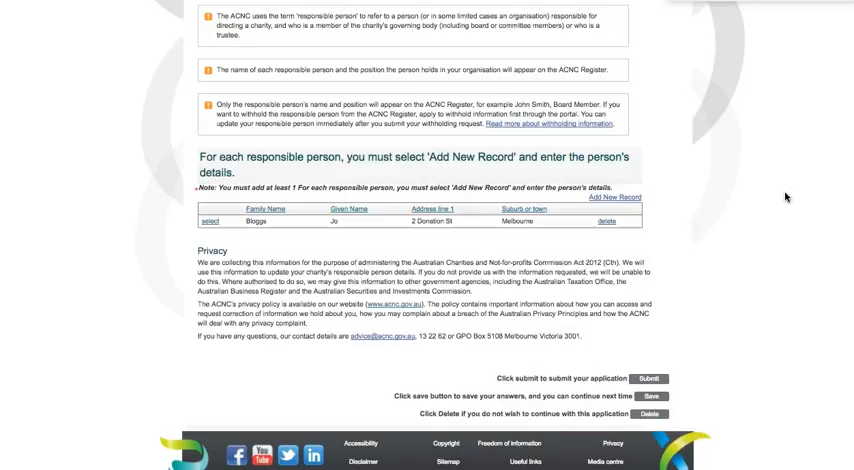 The ACNC uses the term 'responsible person' to refer to a person (or in some limited cases an organisation) responsible for
directing a charity, and who is a member of the charity's governing body (including board or committee members) or who is a
trustee.
The name of each responsible person and the position the person holds in your organisation will appear on the ACNC Register.
Only the responsible person's name and position will appear on the ACNC Register, for example John Smith, Board Member. If you
want to withhold the responsible person from the ACNC Register, apply to withhold information first through the portal. You can
update your responsible person immediately after you submit your withholding request. Read more about withholding information.
For each responsible person, you must select 'Add New Record' and enter the person's
details.
Note: You must add at least 1 For each responsible person, you must select 'Add New Record' and enter the person's details.
Add New Record
Family Name Given Name Address line 1 Suburb or town
select Bloggs Jo 2 Donation St Melbourne delete
Privacy
We are collecting this information for the purpose of administering the Australian Charities and Not-for-profits Commission Act 2012 (Cth). We will
use this information to update your charity's responsible person details. If you do not provide us with the information requested, we will be unable to
do this. Where authorised to do so, we may give this information to other government agencies, including the Australian Taxation Office, the
Australian Business Register and the Australian Securities and Investments Commission.
The ACNC's privacy policy is available on our website (www.acnc.gov.au). The policy contains important information about how you can access and
request correction of information we hold about you, how you may complain about a breach of the Australian Privacy Principles and how the ACNC
will deal with any privacy complaint.
If you have any questions, our contact details are advice@acnc.gov.au, 13 22 62 or GPO Box 5108 Melbourne Victoria 3001.
Click submit to submit your application Submit
Click save button to save your answers, and you can continue next time Save
Click Delete if you do not wish to continue with this application Delete
Accessibility Copyright Freedom of information Privacy
You Tube
Disclaimer Sitemap Useful links Media centre